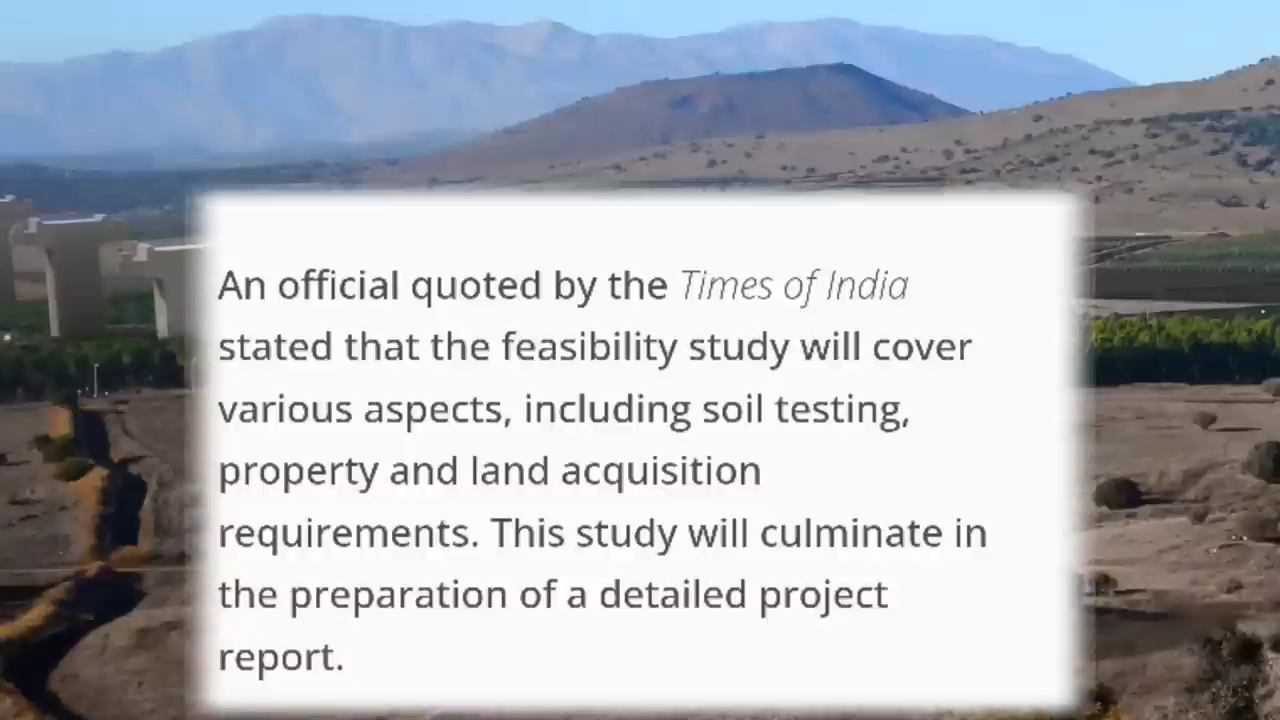 An official quoted by the Times of India
stated that the feasibility study will cover
various aspects, including soil testing,
property and land acquisition
requirements. This study will culminate in
the preparation of a detailed project
report.